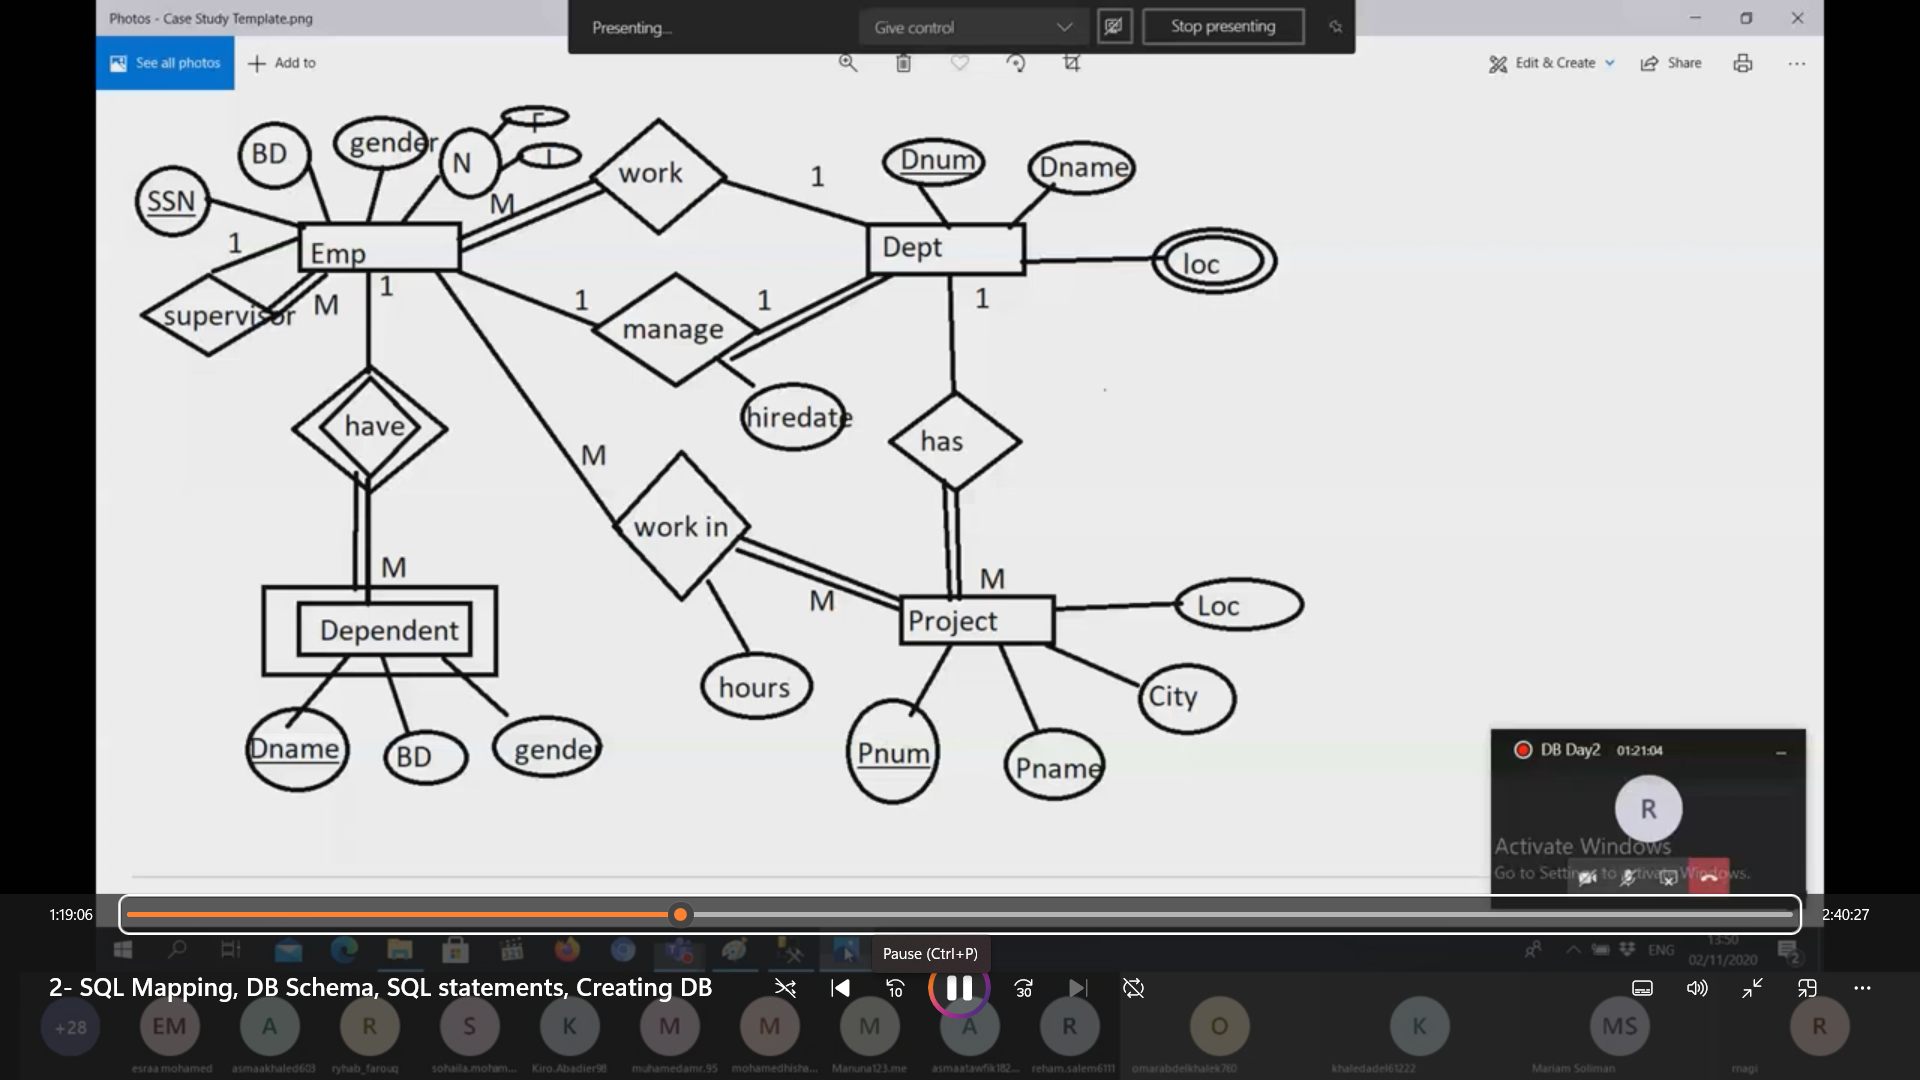 Photos - Case Study Template.png
Presenting...
Give control
Stop presenting
See all photos
Add to
Edit & Create
Share
F
BD
gender
N
L
work
1
Dnum
Dname
SSN
M
1
Emp
Dept
loc
1
M
1
1
1
supervisor
manage
have
hiredate
has
M
work in
M
M
M
Dependent
Project
Loc
hours
City
Dname
BD
gender
Pnum
Pname
DB Day2 01:21:04
R
Activate Windows
Go to Settings to activate Windows.
1:19:06
2:40:27
Pause (Ctrl+P)
ENG
13:50
02/11/2020
2
2- SQL Mapping, DB Schema, SQL statements, Creating DB
10
30
+28
EM
A
R
S
K
M
M
M
A
R
O
K
MS
R
esraa mohamed
asmaakhaled603
ryhab_farouq
sohaila.moham...
Kiro.Abadier98
muhamedamr.95
mohamedhisha...
Manuna123.me
asmaatawfik182...
reham.salem6111
omarabdelkhalek760
khaledadel61222
Mariam Soliman
rnagi